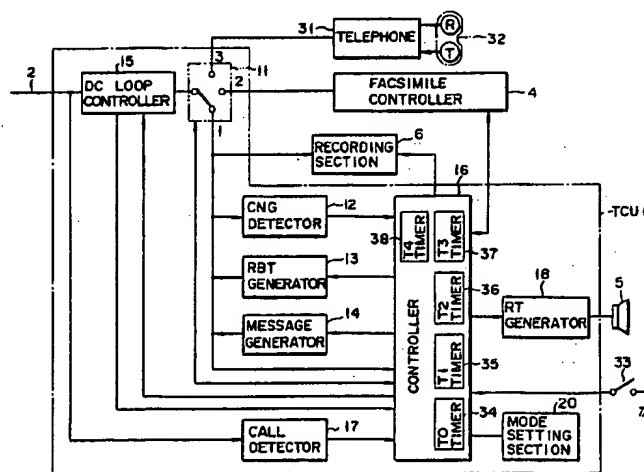 31
TELEPHONE
R
T
32
2
15
DC LOOP
CONTROLLER
3
11
2
1
FACSIMILE
CONTROLLER
4
6
RECORDING
SECTION
16
CNG
DETECTOR
12
T4
TIMER
38
T3
TIMER
37
TCU
RBT
GENERATOR
13
T2
TIMER
36
18
RT
GENERATOR
5
MESSAGE
GENERATOR
14
CONTROLLER
T1
TIMER
35
33
CALL
DETECTOR
17
T0
TIMER
34
20
MODE
SETTING
SECTION